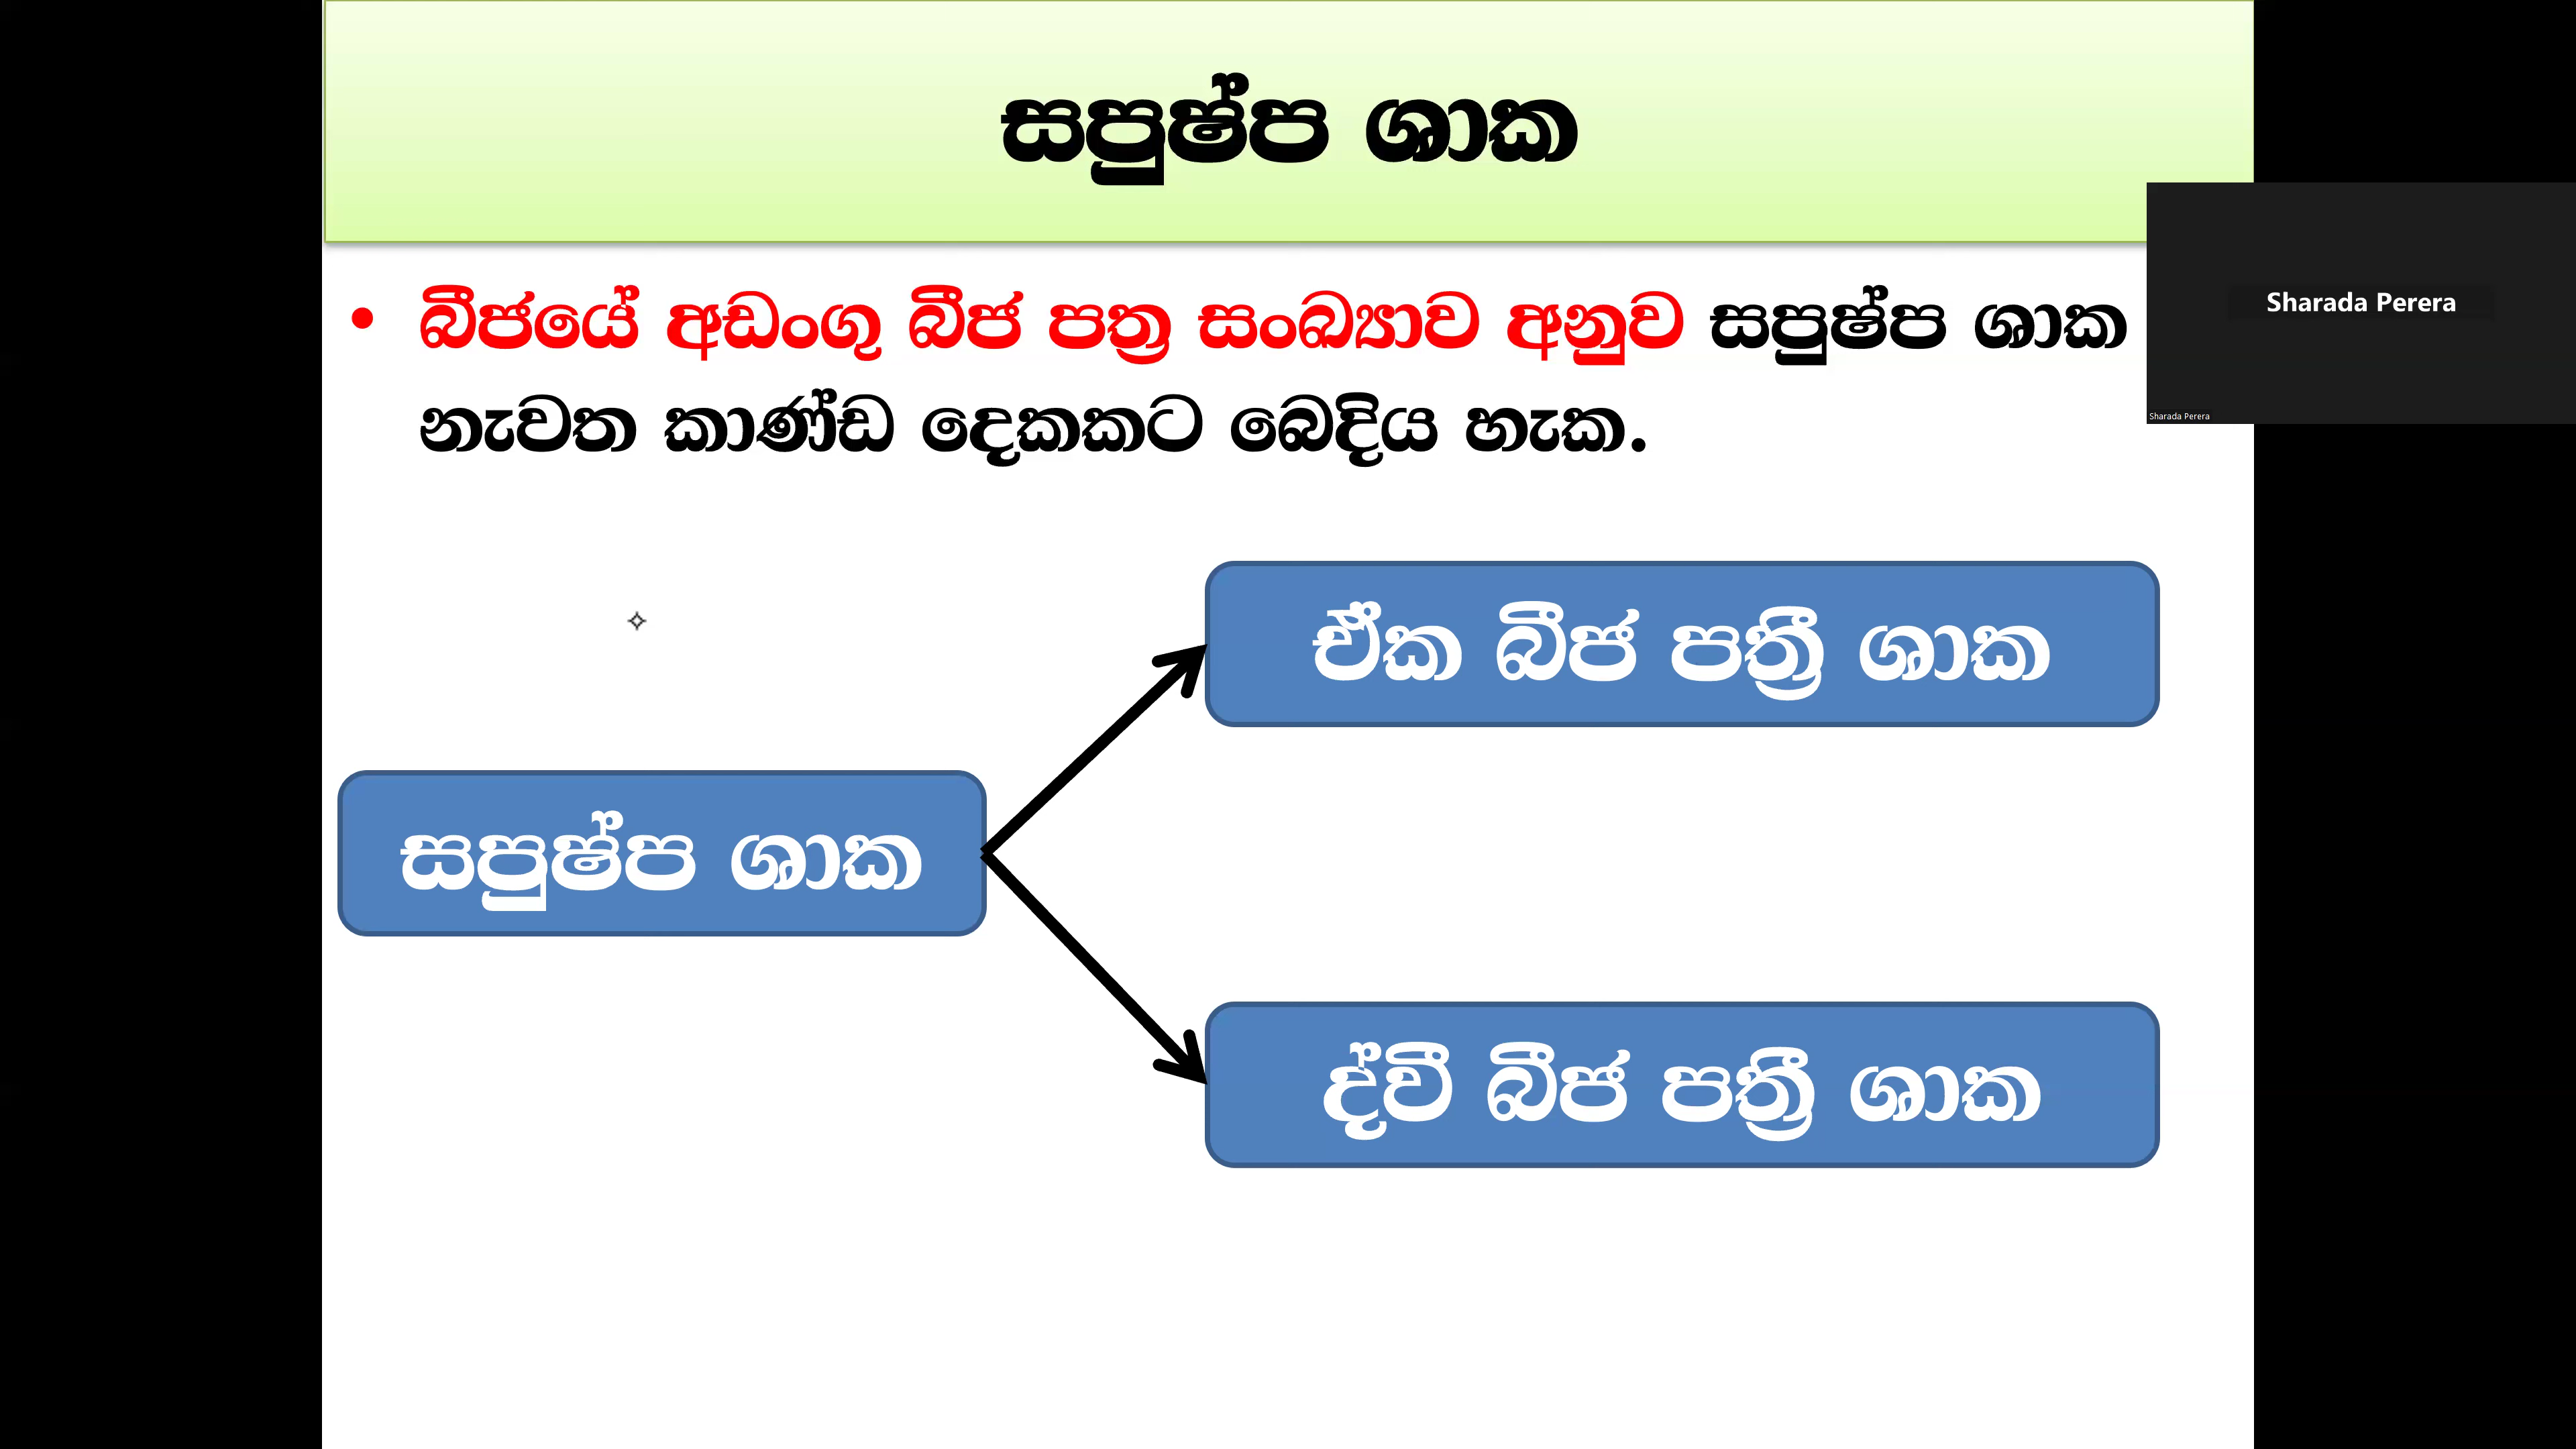 සපුෂ්ප ශාක
• බීජයේ අඩංගු බීජ පත්‍ර සංඛ්‍යාව අනුව සපුෂ්ප ශාක
නැවත කාණ්ඩ දෙකකට බෙදිය හැක.
Sharada Perera
Sharada Perera
ඒක බීජ පත්‍රී ශාක
සපුෂ්ප ශාක
ද්වී බීජ පත්‍රී ශාක